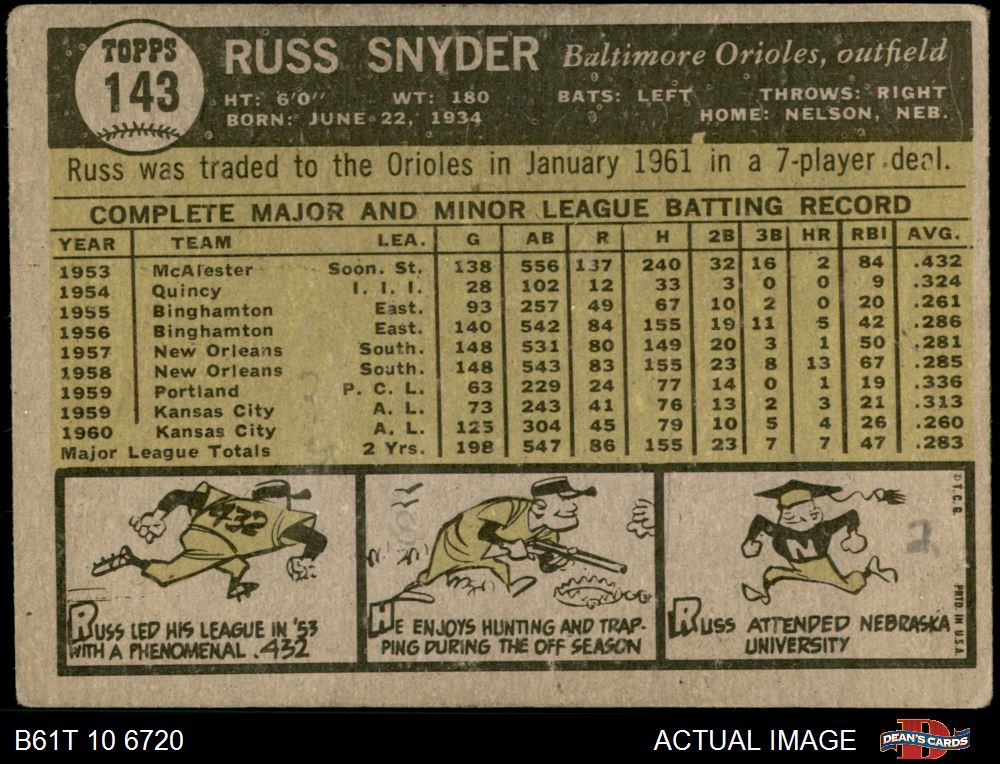 TOPPS
143
RUSS SNYDER Baltimore Orioles, outfield
HT: 6'0" WT: 180 BATS: LEFT THROWS: RIGHT
BORN: JUNE 22, 1934 HOME: NELSON, NEB.
Russ was traded to the Orioles in January 1961 in a 7-player deal.
COMPLETE MAJOR AND MINOR LEAGUE BATTING RECORD
YEAR TEAM LEA. G AB R H 2B 3B HR RBI AVG.
1953 McAlester Soon. St. 138 556 137 240 32 16 2 84 .432
1954 Quincy I. I. I. 28 102 12 33 3 0 0 9 .324
1955 Binghamton East. 93 257 49 67 10 2 0 20 .261
1956 Binghamton East. 140 542 84 155 19 11 5 42 .286
1957 New Orleans South. 148 531 80 149 20 3 1 50 .281
1958 New Orleans South. 148 543 83 155 23 8 13 67 .285
1959 Portland P. C. L. 63 229 24 77 14 0 1 19 .336
1959 Kansas City A. L. 73 243 41 76 13 2 3 21 .313
1960 Kansas City A. L. 125 304 45 79 10 5 4 26 .260
Major League Totals 2 Yrs. 198 547 86 155 23 7 7 47 .283
.432
RUSS LED HIS LEAGUE IN '53
WITH A PHENOMENAL .432
HE ENJOYS HUNTING AND TRAP-
PING DURING THE OFF SEASON
N
2
RUSS ATTENDED NEBRASKA
UNIVERSITY
© T. C. G.
PRTD. IN U.S.A.
B61T 10 6720
ACTUAL IMAGE
D
DEAN'S CARDS